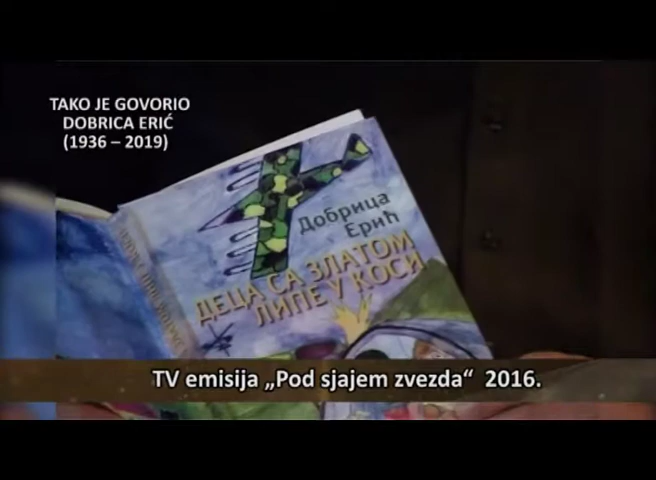 TAKO JE GOVORIO
DOBRICA ERIĆ
(1936 – 2019)
Добрица
Ерић
ДЕЦА СА ЗЛАТОМ
ЛИПЕ У КОСИ
TV emisija „Pod sjajem zvezda“ 2016.